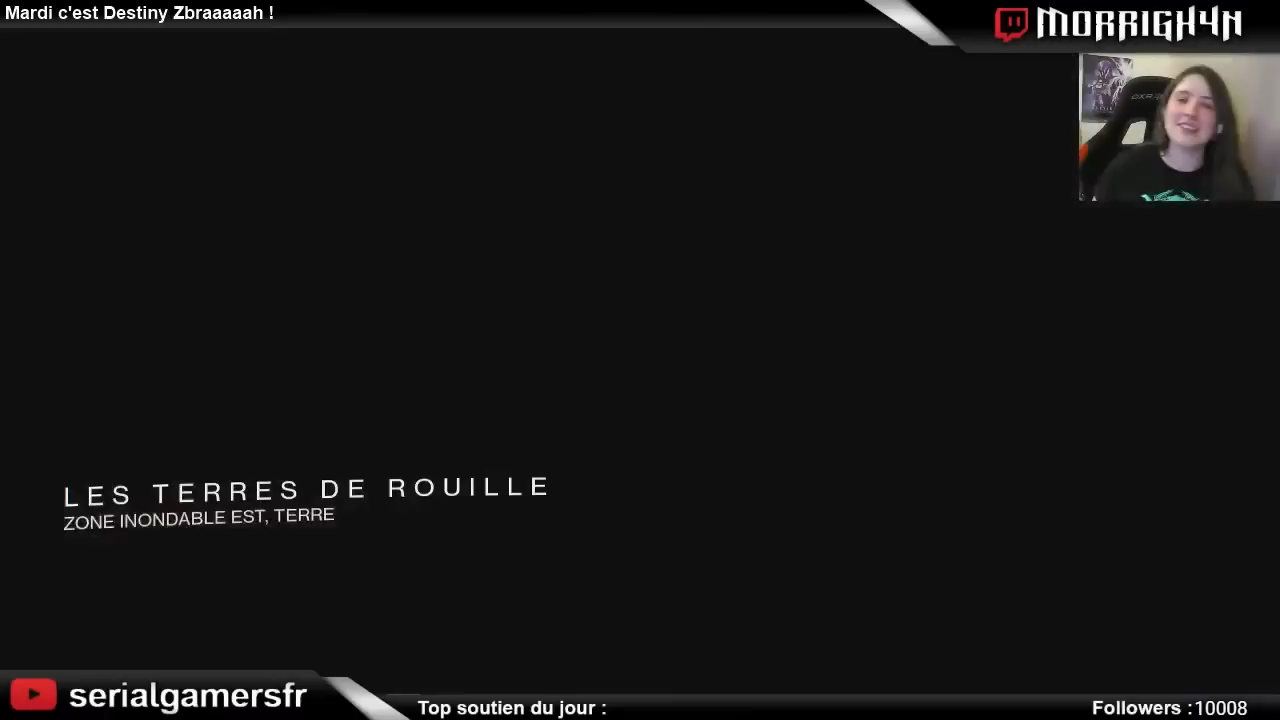 Mardi c'est Destiny Zbraaaaah !
MORRIGH4N
LES TERRES DE ROUILLE
ZONE INONDABLE EST, TERRE
serialgamersfr
Top soutien du jour :
Followers :10008